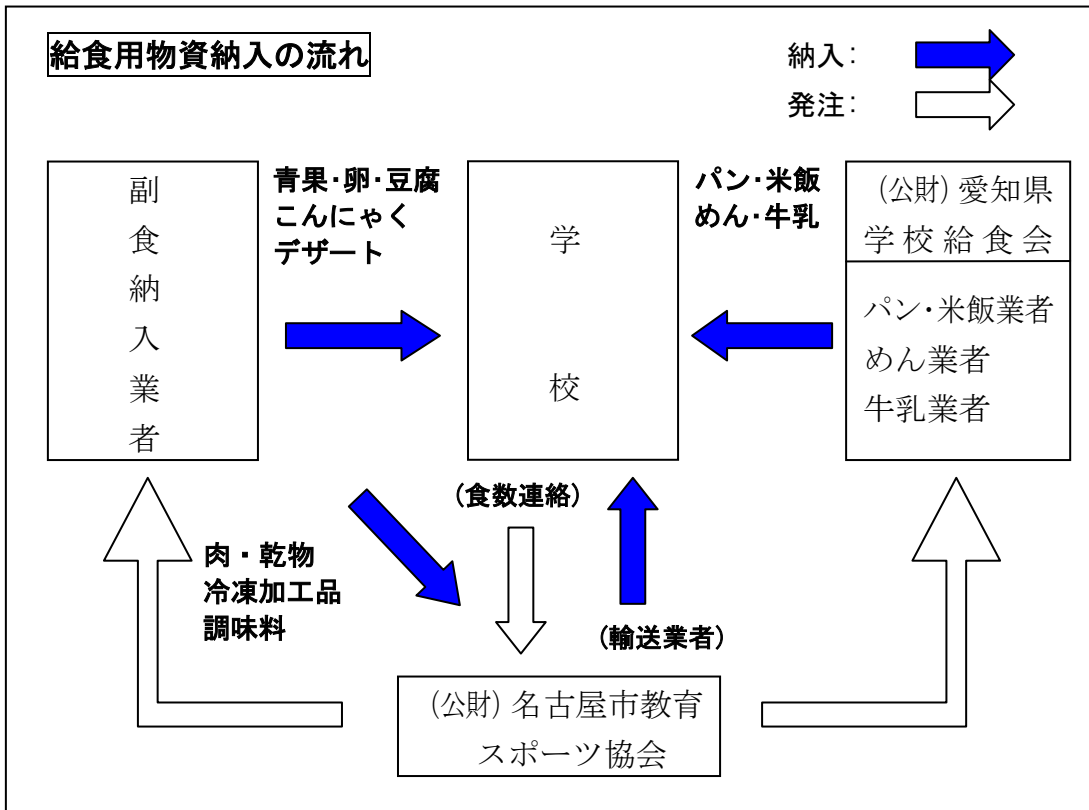 給食用物資納入の流れ
納入：
発注：
副食納入業者
青果・卵・豆腐
こんにゃく
デザート
学校
パン・米飯
めん・牛乳
(公財)愛知県
学校給食会
パン・米飯業者
めん業者
牛乳業者
(食数連絡)
肉・乾物
冷凍加工品
調味料
(輸送業者)
(公財)名古屋市教育
スポーツ協会